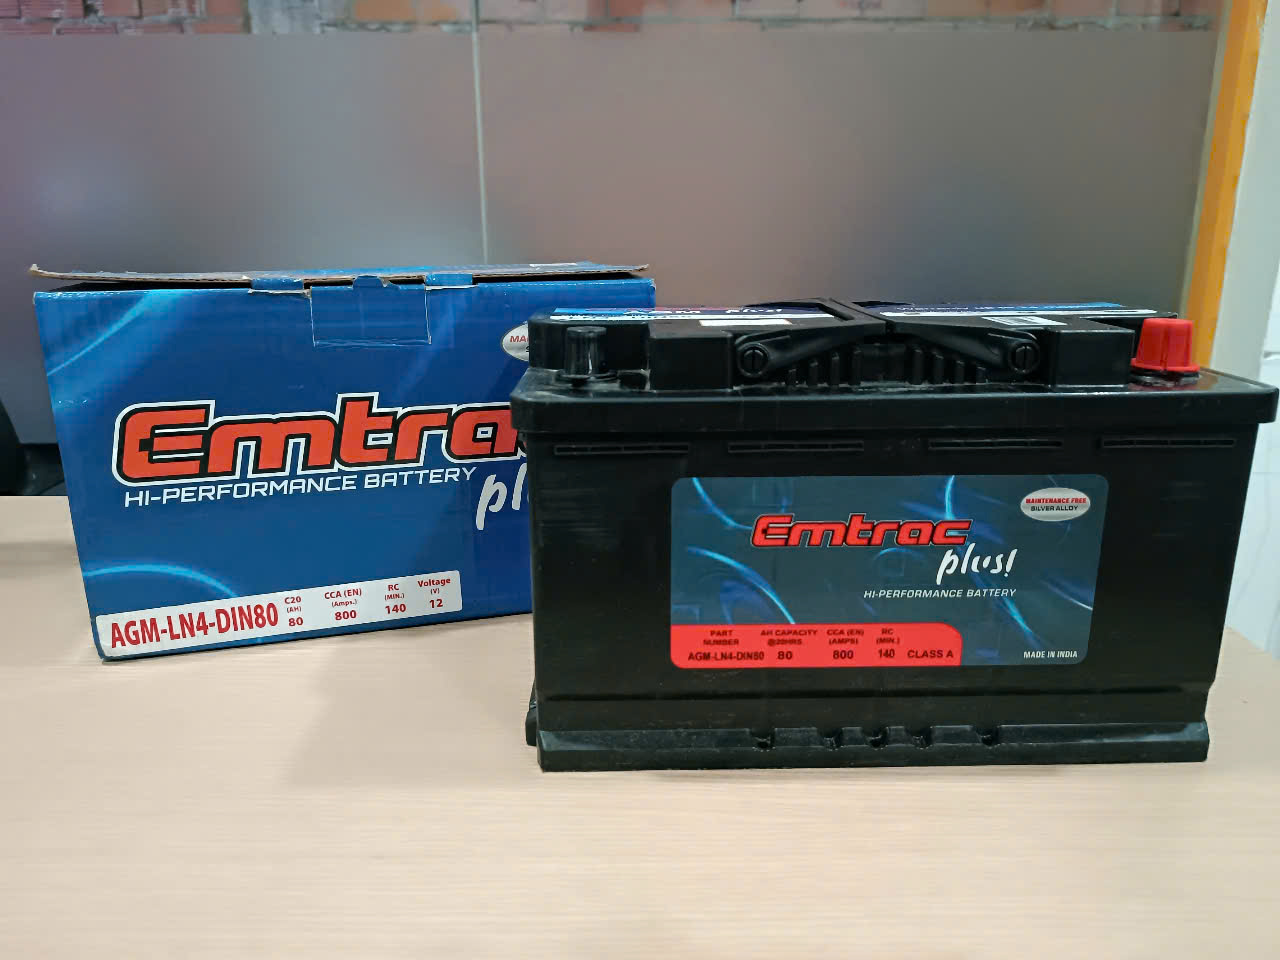 Emtrac
HI-PERFORMANCE BATTERY
AGM-LN4-DIN80
C20 CCA (EN) RC Voltage
(AH) (Amps.) (MIN.) (V)
80 800 140 12
plus!
MAINTENANCE FREE
SILVER ALLOY
Emtrac
plus!
HI-PERFORMANCE BATTERY
PART AH CAPACITY CCA (EN) RC
NUMBER @20HRS. (AMPS) (MIN.)
AGM-LN4-DIN80 80 800 140 CLASS A
MADE IN INDIA